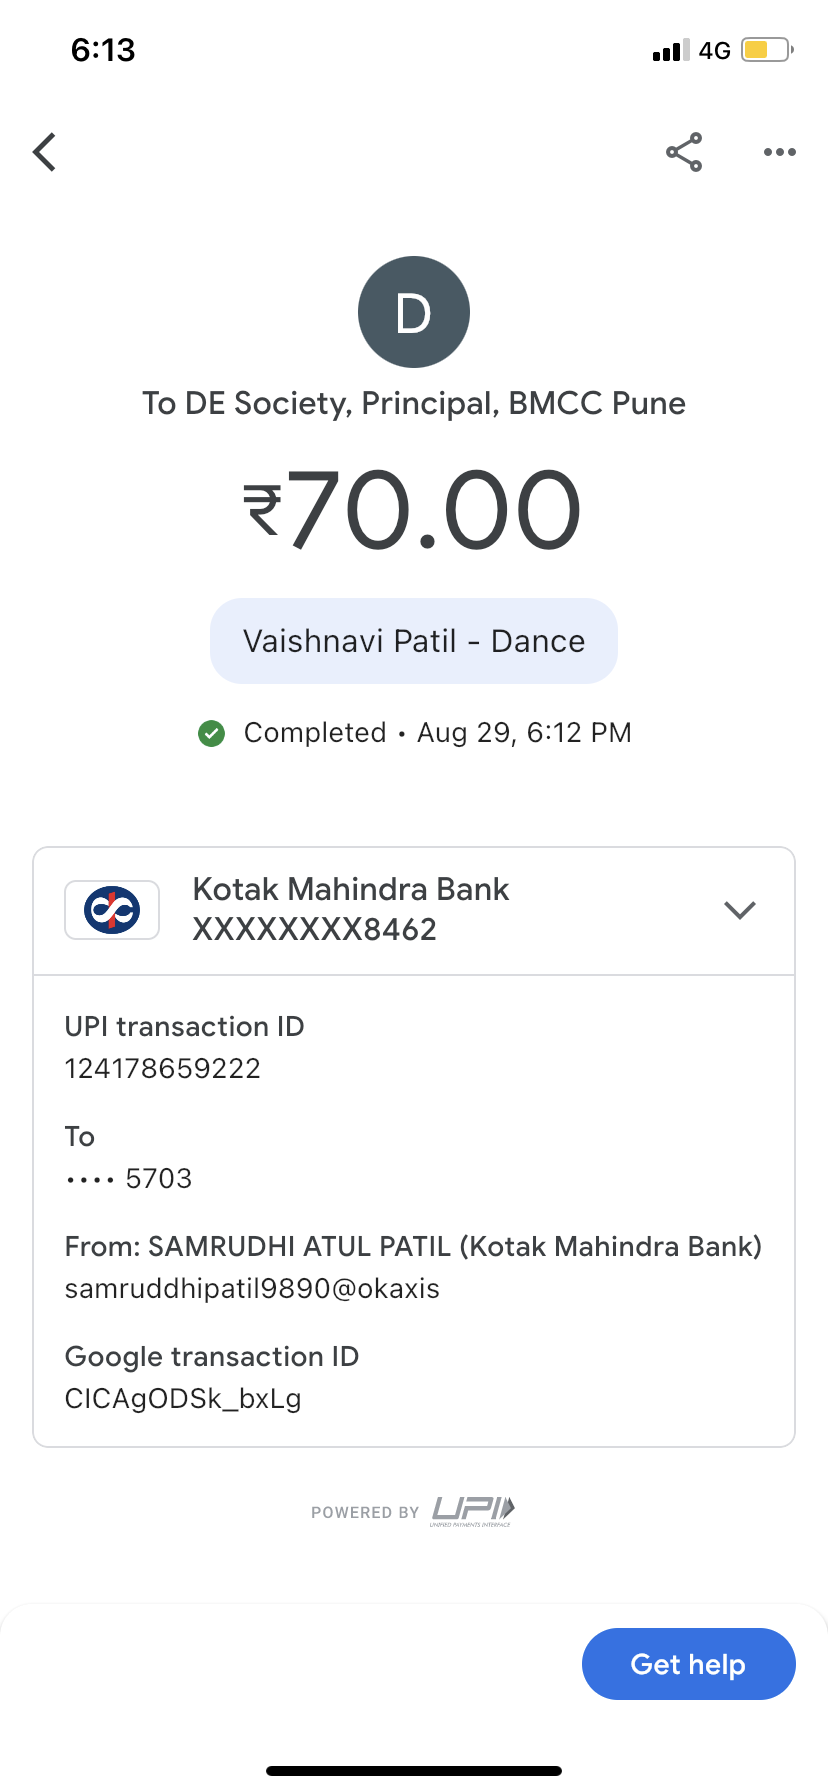 6:13
4G
D
To DE Society, Principal, BMCC Pune
₹70.00
Vaishnavi Patil - Dance
Completed • Aug 29, 6:12 PM
Kotak Mahindra Bank
XXXXXXXX8462
UPI transaction ID
124178659222
To
•••• 5703
From: SAMRUDHI ATUL PATIL (Kotak Mahindra Bank)
samruddhipatil9890@okaxis
Google transaction ID
CICAgODSk_bxLg
POWERED BY UPI
UNIFIED PAYMENTS INTERFACE
Get help